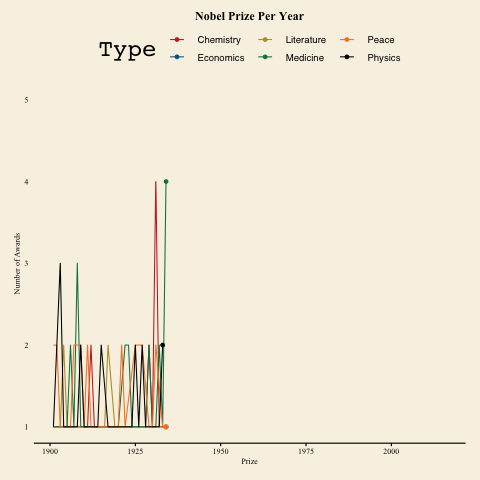 Nobel Prize Per Year
Type
Chemistry
Literature
Peace
Economics
Medicine
Physics
5
4
3
2
1
Number of Awards
1900 1925 1950 1975 2000
Prize